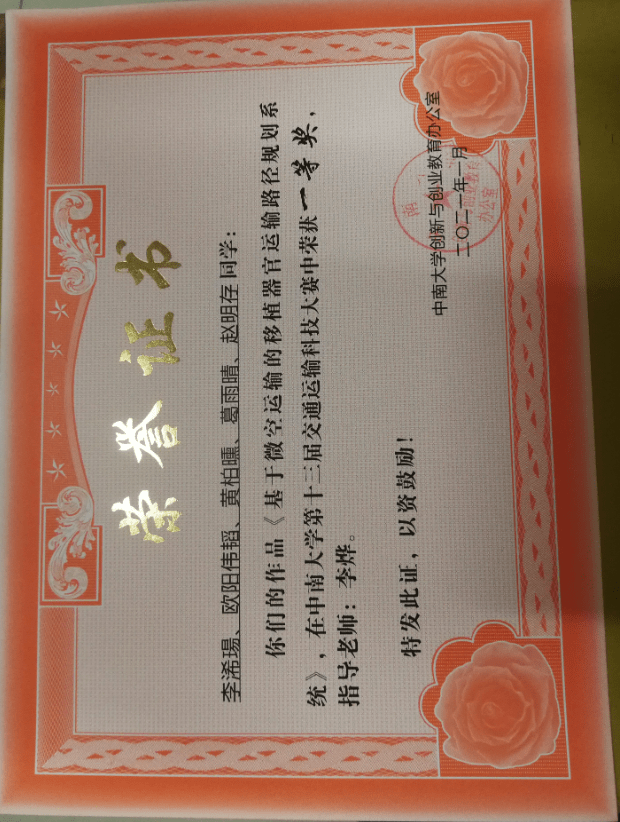 荣誉证书
李浠瑒、欧阳伟韬、黄柏曘、葛雨晴、赵明存同学：
你们的作品《基于微空运输的移植器官运输路径规划系
统》，在中南大学第十三届交通运输科技大赛中荣获一等奖，
指导老师：李烨。
特发此证，以资鼓励！
中南大学创新与创业教育办公室
二〇二一年一月
办公室